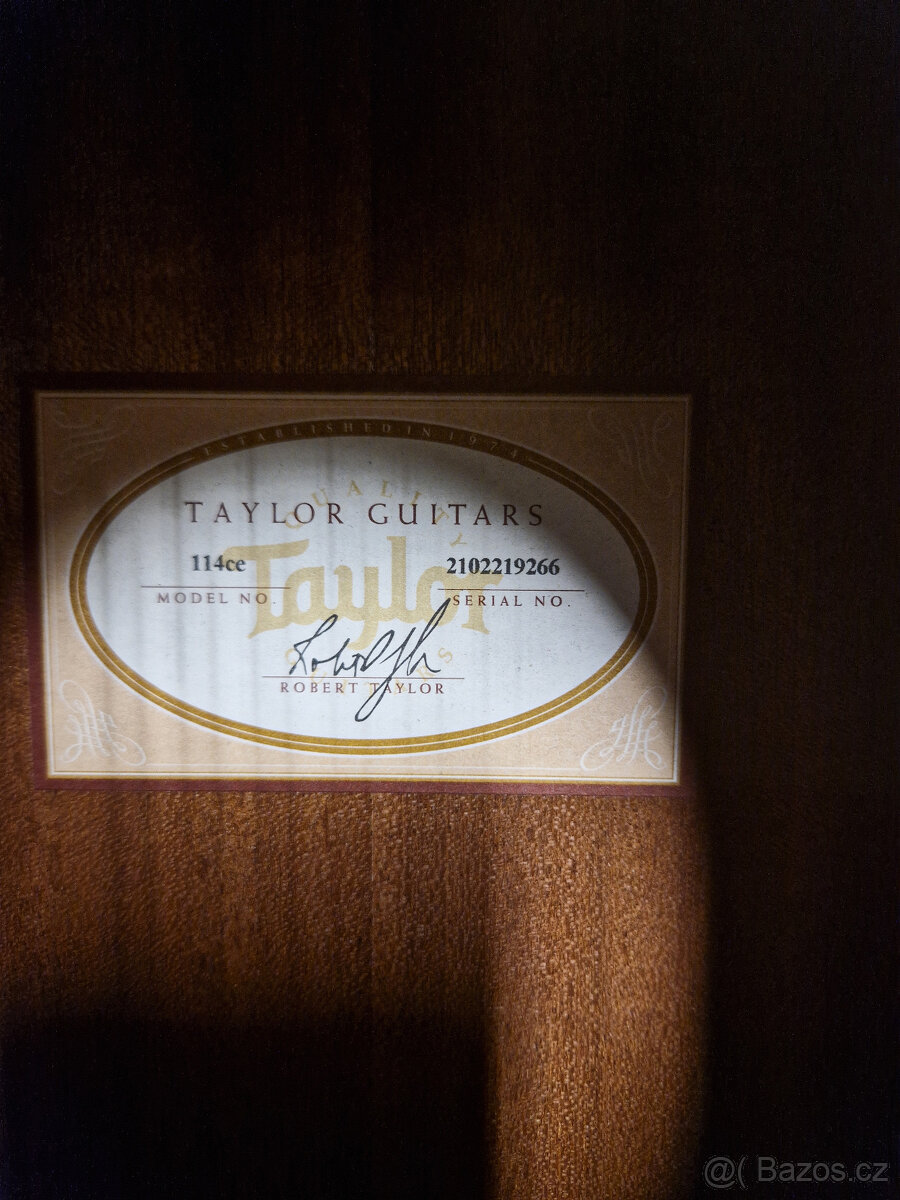 ESTABLISHED IN 1974
QUALITY
TAYLOR GUITARS
114ce 2102219266
Taylor
MODEL NO. SERIAL NO.
ROBERT TAYLOR
@( Bazos.cz